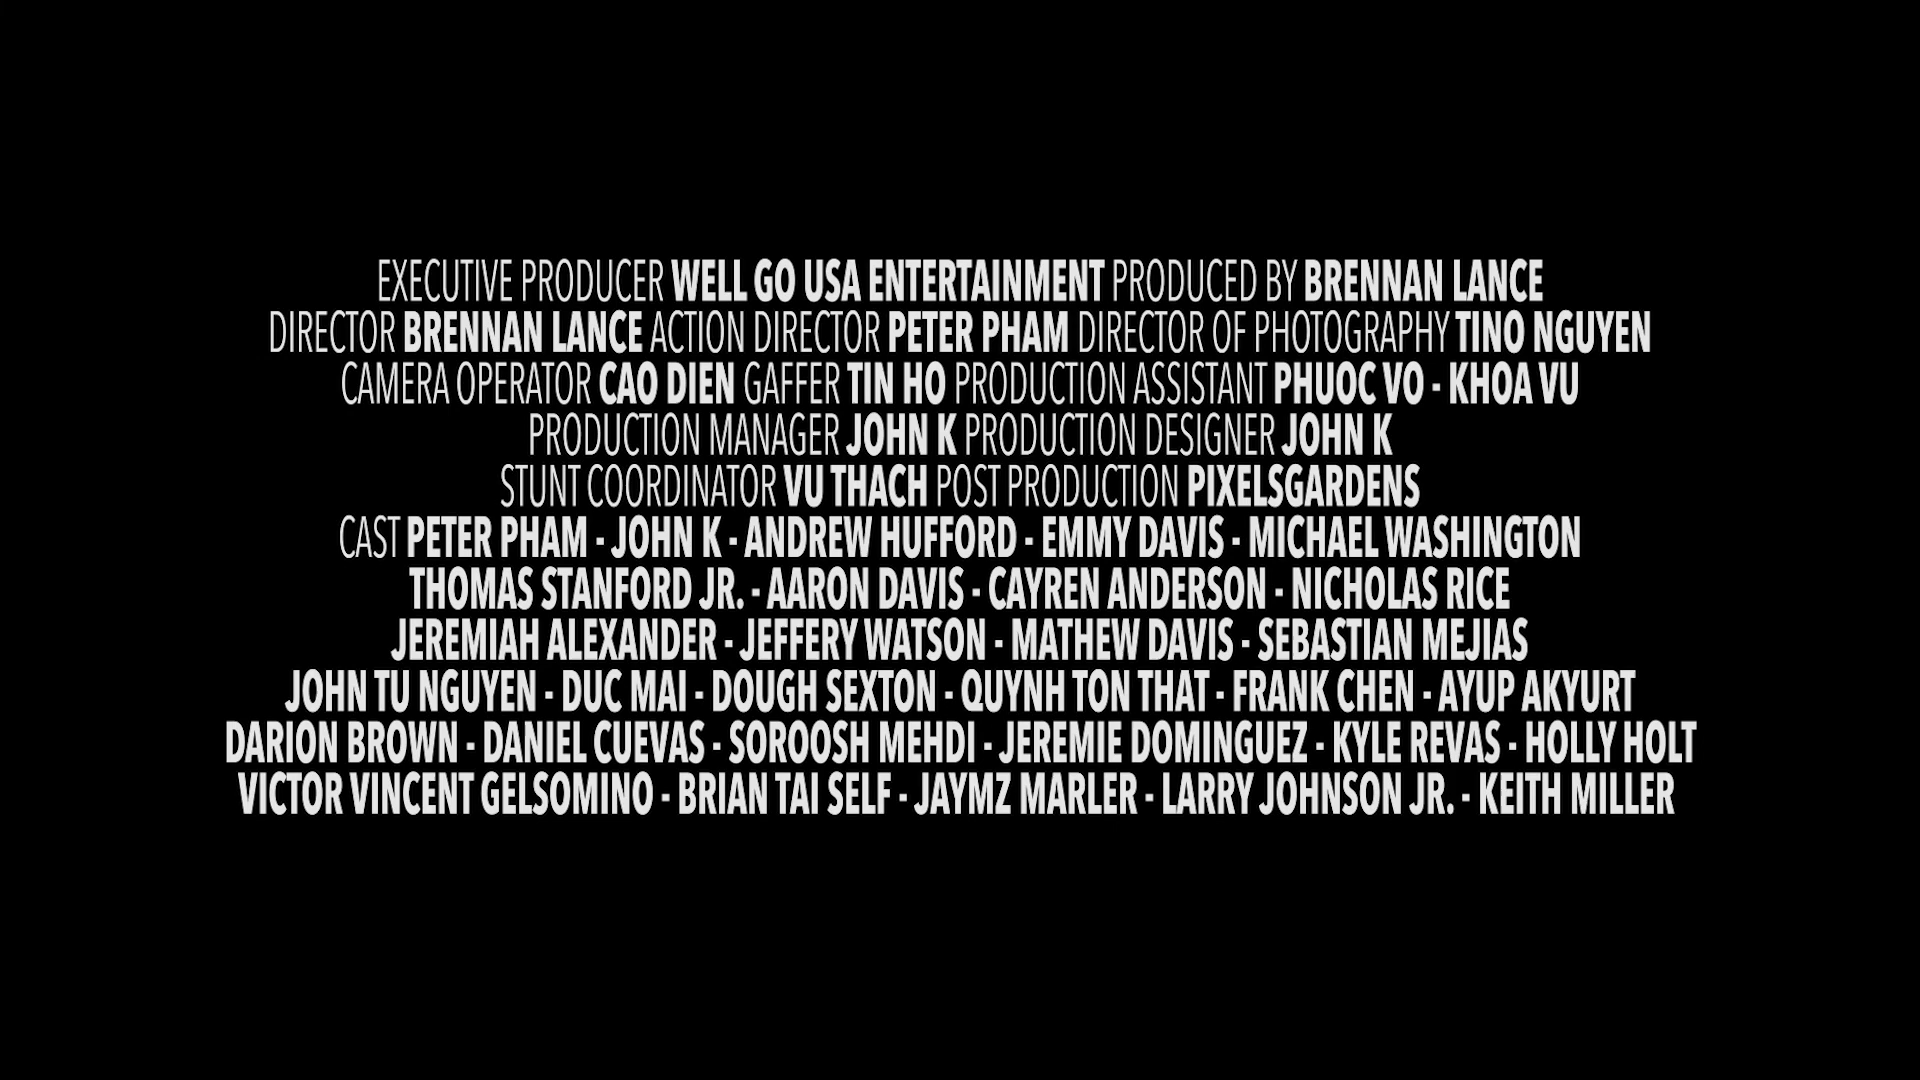 EXECUTIVE PRODUCER WELL GO USA ENTERTAINMENT PRODUCED BY BRENNAN LANCE
DIRECTOR BRENNAN LANCE ACTION DIRECTOR PETER PHAM DIRECTOR OF PHOTOGRAPHY TINO NGUYEN
CAMERA OPERATOR CAO DIEN GAFFER TIN HO PRODUCTION ASSISTANT PHUOC VO - KHOA VU
PRODUCTION MANAGER JOHN K PRODUCTION DESIGNER JOHN K
STUNT COORDINATOR VU THACH POST PRODUCTION PIXELSGARDENS
CAST PETER PHAM - JOHN K - ANDREW HUFFORD - EMMY DAVIS - MICHAEL WASHINGTON
THOMAS STANFORD JR. - AARON DAVIS - CAYREN ANDERSON - NICHOLAS RICE
JEREMIAH ALEXANDER - JEFFERY WATSON - MATHEW DAVIS - SEBASTIAN MEJIAS
JOHN TU NGUYEN - DUC MAI - DOUGH SEXTON - QUYNH TON THAT - FRANK CHEN - AYUP AKYURT
DARION BROWN - DANIEL CUEVAS - SOROOSH MEHDI - JEREMIE DOMINGUEZ - KYLE REVAS - HOLLY HOLT
VICTOR VINCENT GELSOMINO - BRIAN TAI SELF - JAYMZ MARLER - LARRY JOHNSON JR. - KEITH MILLER